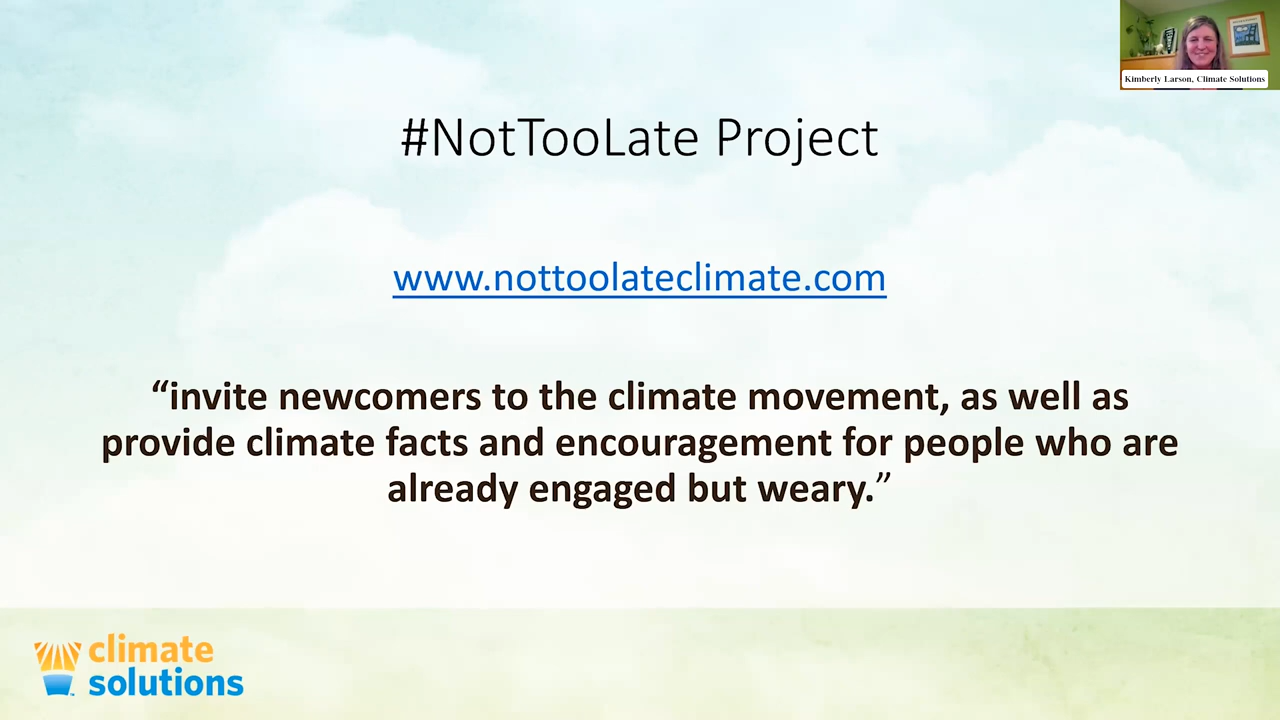 Kimberly Larson, Climate Solutions
#NotTooLate Project
www.nottoolateclimate.com
“invite newcomers to the climate movement, as well as
provide climate facts and encouragement for people who are
already engaged but weary.”
climate
solutions